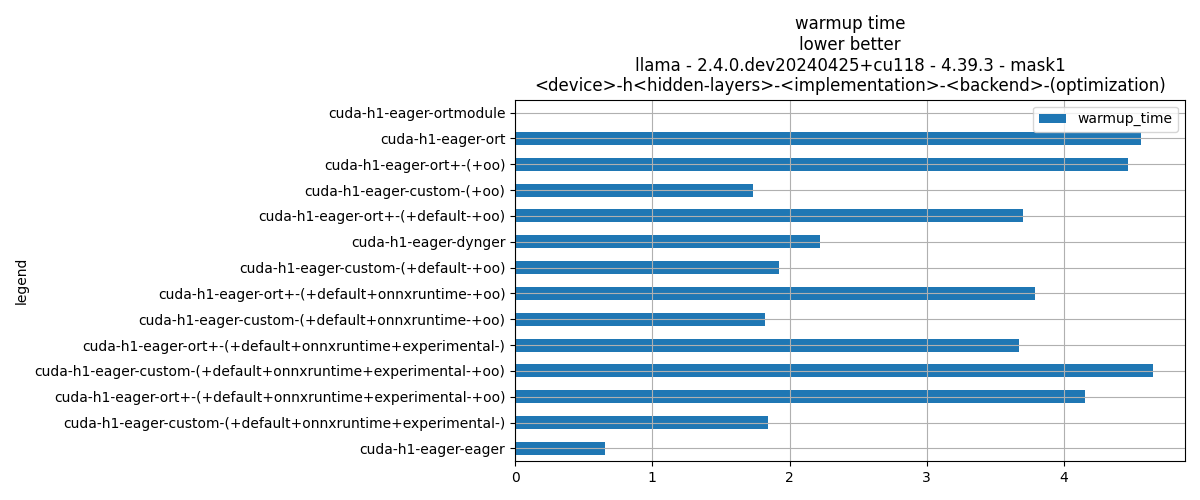 warmup time
lower better
llama - 2.4.0.dev20240425+cu118 - 4.39.3 - mask1
<device>-h<hidden-layers>-<implementation>-<backend>-(optimization)
warmup_time
cuda-h1-eager-ortmodule
cuda-h1-eager-ort
cuda-h1-eager-ort+-(+oo)
cuda-h1-eager-custom-(+oo)
cuda-h1-eager-ort+-(+default-+oo)
cuda-h1-eager-dynger
cuda-h1-eager-custom-(+default-+oo)
cuda-h1-eager-ort+-(+default+onnxruntime-+oo)
cuda-h1-eager-custom-(+default+onnxruntime-+oo)
cuda-h1-eager-ort+-(+default+onnxruntime+experimental-)
cuda-h1-eager-custom-(+default+onnxruntime+experimental-+oo)
cuda-h1-eager-ort+-(+default+onnxruntime+experimental-+oo)
cuda-h1-eager-custom-(+default+onnxruntime+experimental-)
cuda-h1-eager-eager
legend
0 1 2 3 4